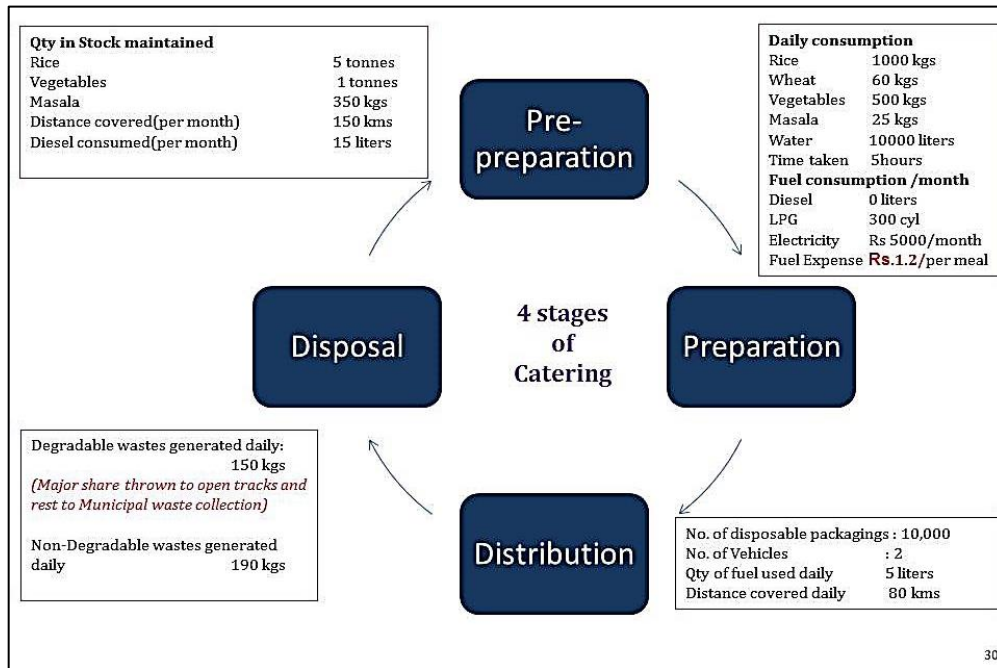 Qty in Stock maintained
Rice 5 tonnes
Vegetables 1 tonnes
Masala 350 kgs
Distance covered(per month) 150 kms
Diesel consumed(per month) 15 liters
Pre-
preparation
Daily consumption
Rice 1000 kgs
Wheat 60 kgs
Vegetables 500 kgs
Masala 25 kgs
Water 10000 liters
Time taken 5hours
Fuel consumption /month
Diesel 0 liters
LPG 300 cyl
Electricity Rs 5000/month
Fuel Expense Rs.1.2/per meal
Disposal
4 stages
of
Catering
Preparation
Degradable wastes generated daily:
150 kgs
(Major share thrown to open tracks and
rest to Municipal waste collection)
Non-Degradable wastes generated
daily 190 kgs
Distribution
No. of disposable packagings : 10,000
No. of Vehicles : 2
Qty of fuel used daily 5 liters
Distance covered daily 80 kms
30